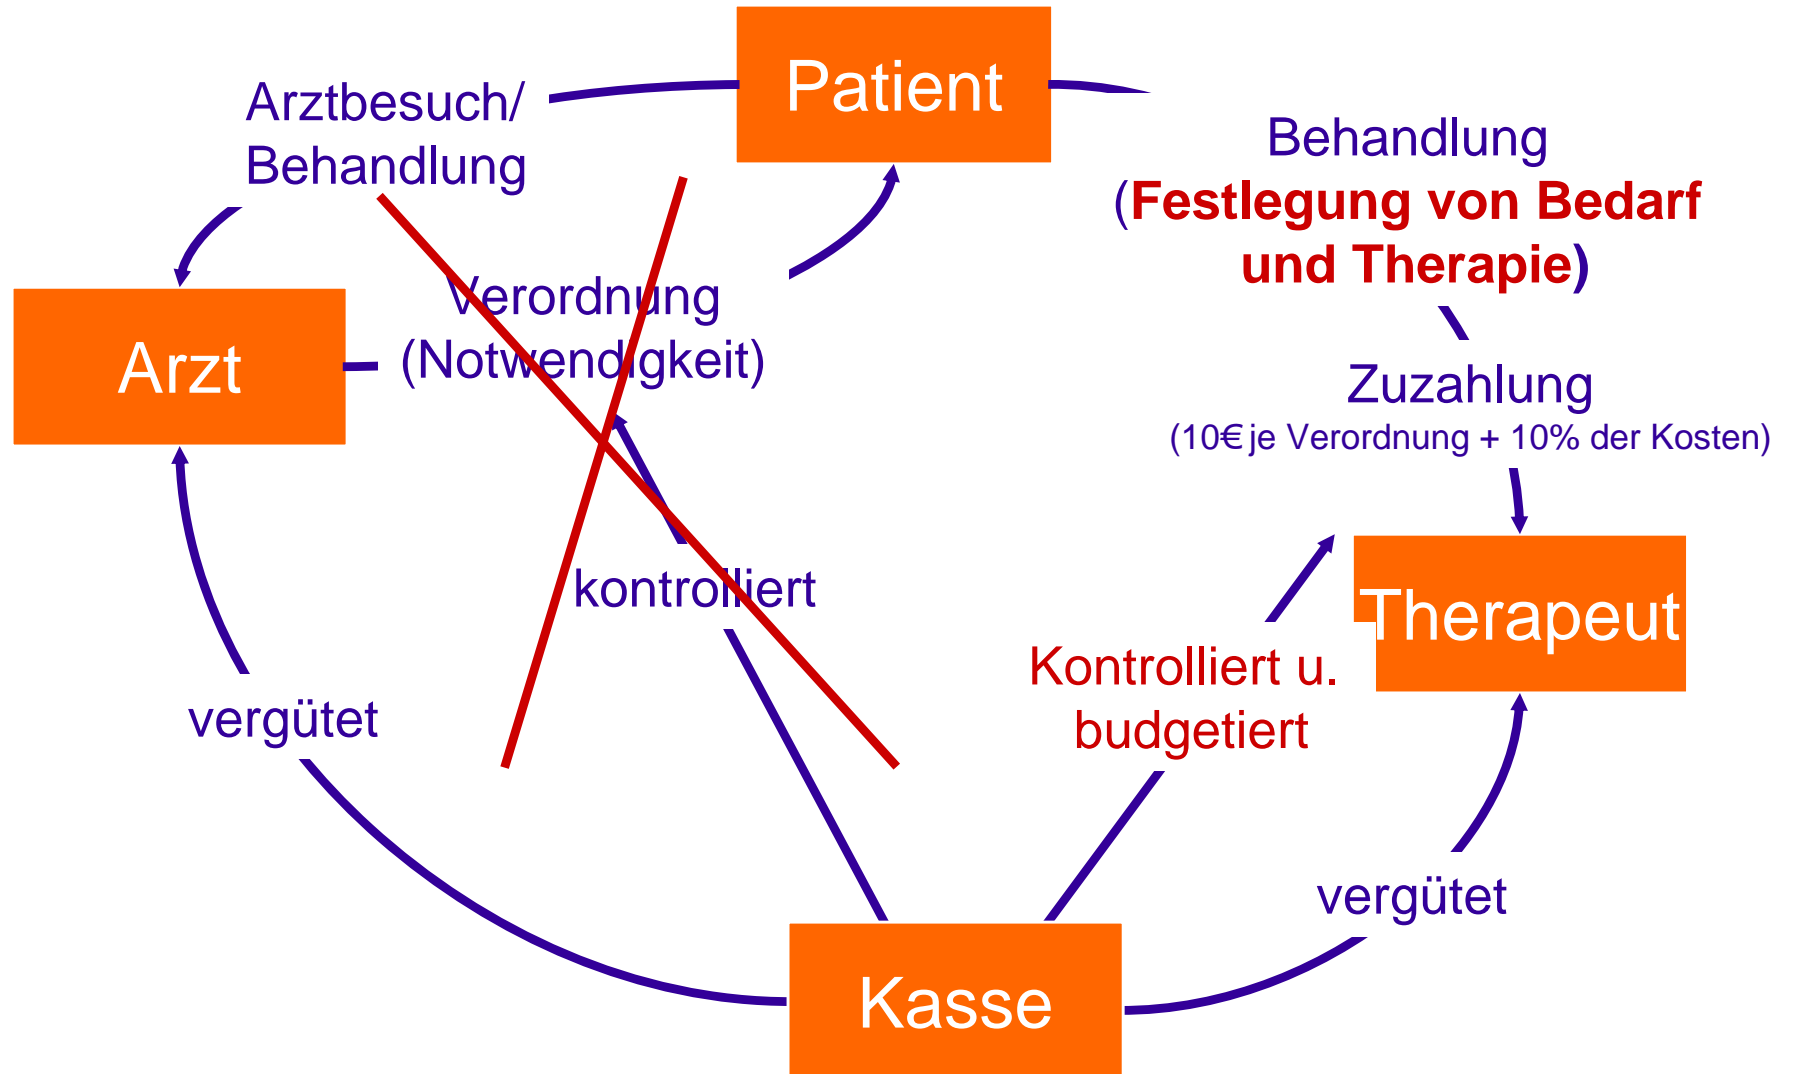 Patient
Arztbesuch/
Behandlung
Behandlung
(Festlegung von Bedarf
und Therapie)
Verordnung
(Notwendigkeit)
Arzt
Zuzahlung
(10€ je Verordnung + 10% der Kosten)
kontrolliert
Therapeut
Kontrolliert u.
budgetiert
vergütet
vergütet
Kasse